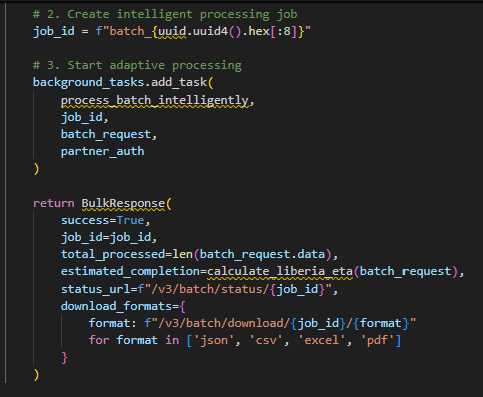 # 2. Create intelligent processing job
job_id = f"batch_{uuid.uuid4().hex[:8]}"
# 3. Start adaptive processing
background_tasks.add_task(
process_batch_intelligently,
job_id,
batch_request,
partner_auth
)
return BulkResponse(
success=True,
job_id=job_id,
total_processed=len(batch_request.data),
estimated_completion=calculate_liberia_eta(batch_request),
status_url=f"/v3/batch/status/{job_id}",
download_formats={
format: f"/v3/batch/download/{job_id}/{format}"
for format in ['json', 'csv', 'excel', 'pdf']
}
)